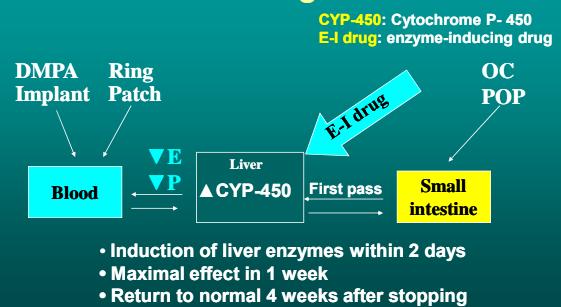 CYP-450: Cytochrome P- 450
E-I drug: enzyme-inducing drug
DMPA
Implant
Ring
Patch
OC
POP
E-I drug
▼E
▼P
Liver
▲CYP-450
Blood
First pass
Small
intestine
• Induction of liver enzymes within 2 days
• Maximal effect in 1 week
• Return to normal 4 weeks after stopping